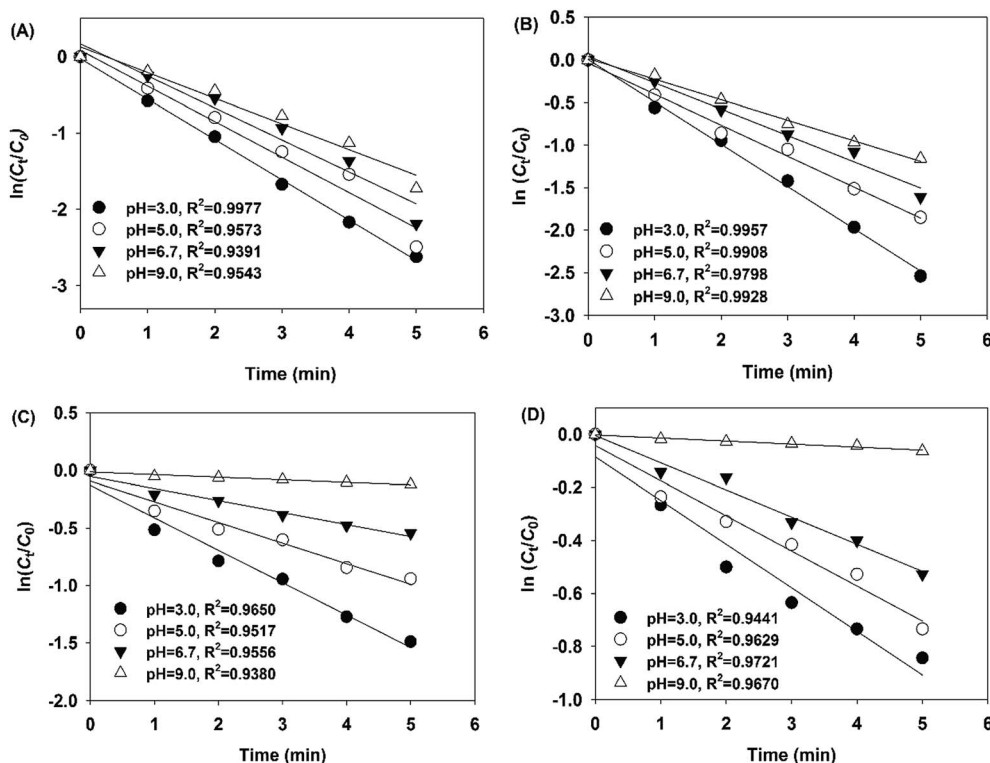 (A)
0
-1
-2
-3
ln(Cₜ/C₀)
pH=3.0, R²=0.9977
pH=5.0, R²=0.9573
pH=6.7, R²=0.9391
pH=9.0, R²=0.9543
0 1 2 3 4 5 6
Time (min)
(B)
0.5
0.0
-0.5
-1.0
-1.5
-2.0
-2.5
-3.0
ln (Cₜ/C₀)
pH=3.0, R²=0.9957
pH=5.0, R²=0.9908
pH=6.7, R²=0.9798
pH=9.0, R²=0.9928
0 1 2 3 4 5 6
Time (min)
(C)
0.5
0.0
-0.5
-1.0
-1.5
-2.0
ln(Cₜ/C₀)
pH=3.0, R²=0.9650
pH=5.0, R²=0.9517
pH=6.7, R²=0.9556
pH=9.0, R²=0.9380
0 1 2 3 4 5 6
Time (min)
(D)
0.0
-0.2
-0.4
-0.6
-0.8
-1.0
ln (Cₜ/C₀)
pH=3.0, R²=0.9441
pH=5.0, R²=0.9629
pH=6.7, R²=0.9721
pH=9.0, R²=0.9670
0 1 2 3 4 5 6
Time (min)